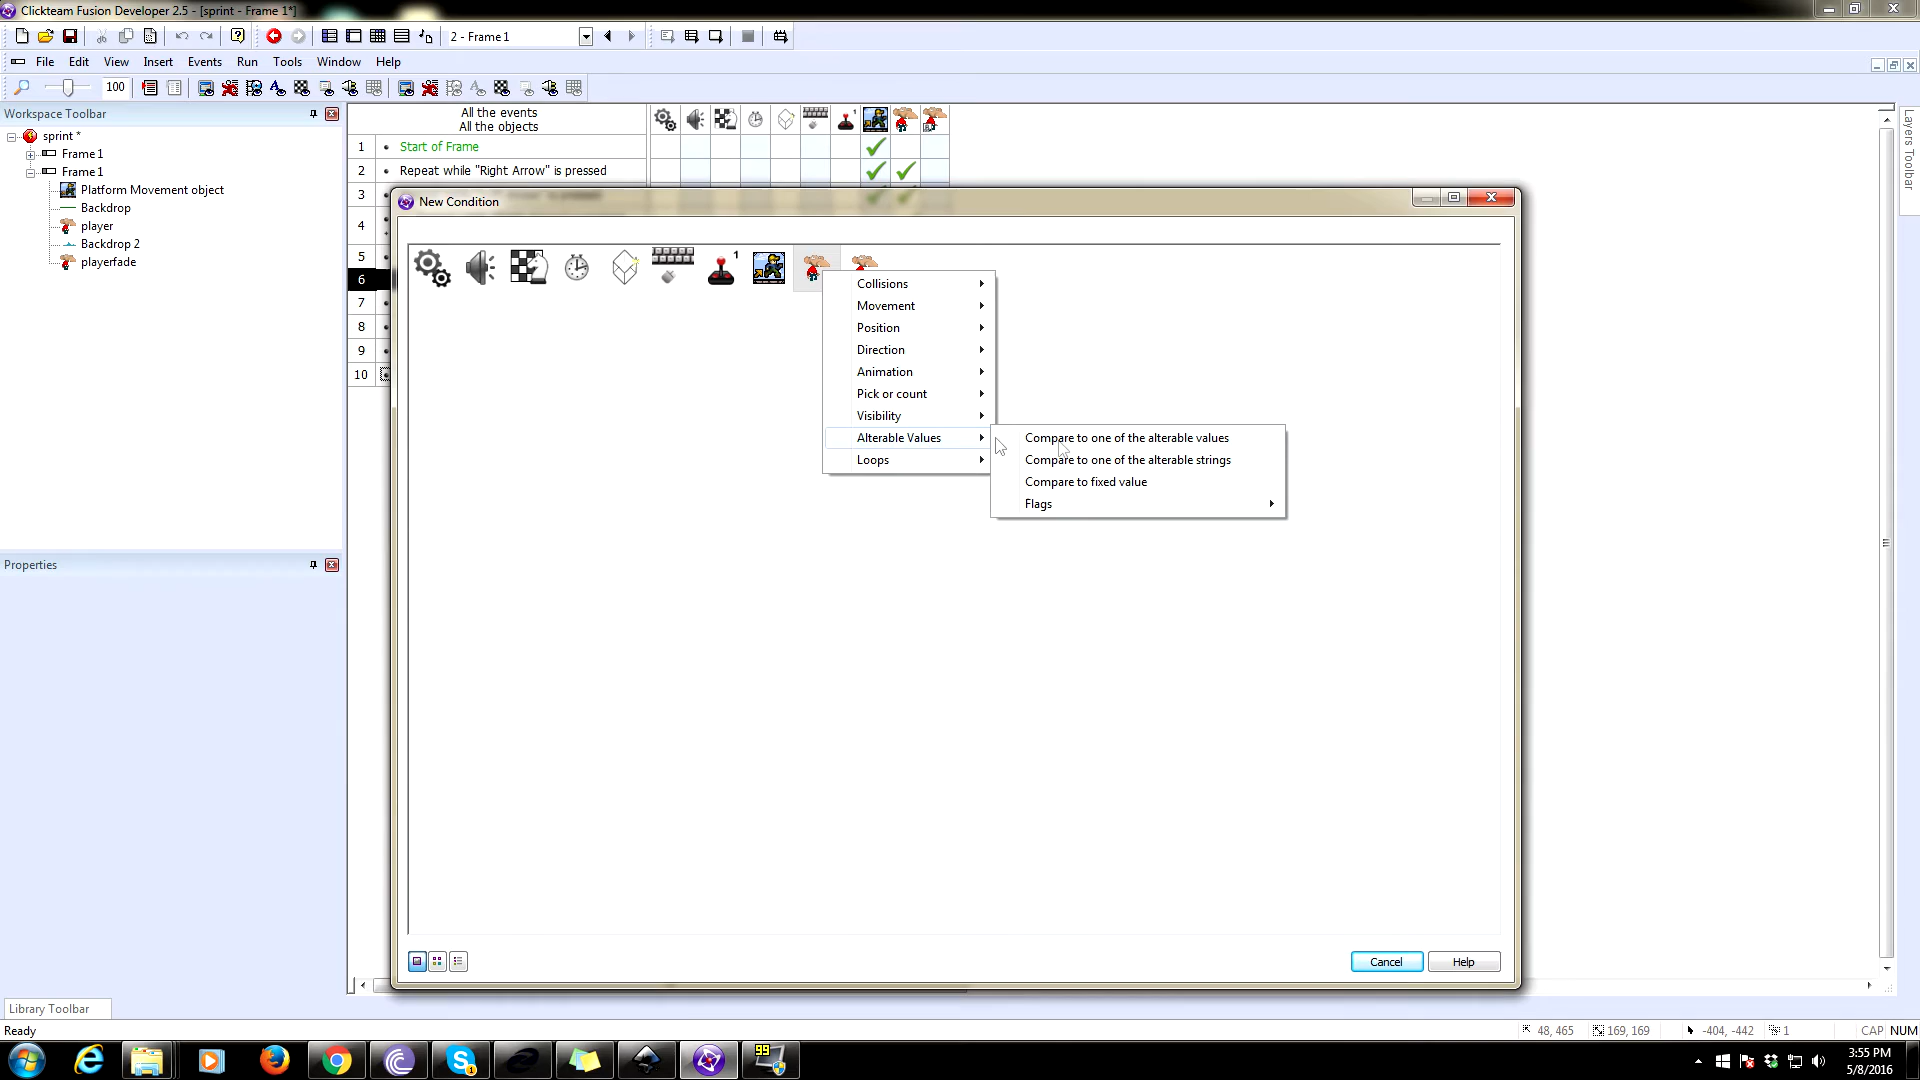 Clickteam Fusion Developer 2.5 - [sprint - Frame 1*]
2 - Frame 1
File Edit View Insert Events Run Tools Window Help
100
Workspace Toolbar
sprint *
Frame 1
Frame 1
Platform Movement object
Backdrop
player
Backdrop 2
playerfade
Properties
All the events
All the objects
1 Start of Frame
2 Repeat while "Right Arrow" is pressed
3
4
5
6
7
8
9
10
New Condition
1
Collisions
Movement
Position
Direction
Animation
Pick or count
Visibility
Alterable Values
Loops
Compare to one of the alterable values
Compare to one of the alterable strings
Compare to fixed value
Flags
Cancel Help
Layers Toolbar
Library Toolbar
Ready
48, 465 169, 169 -404, -442 1 CAP NUM
99
3:55 PM
5/8/2016